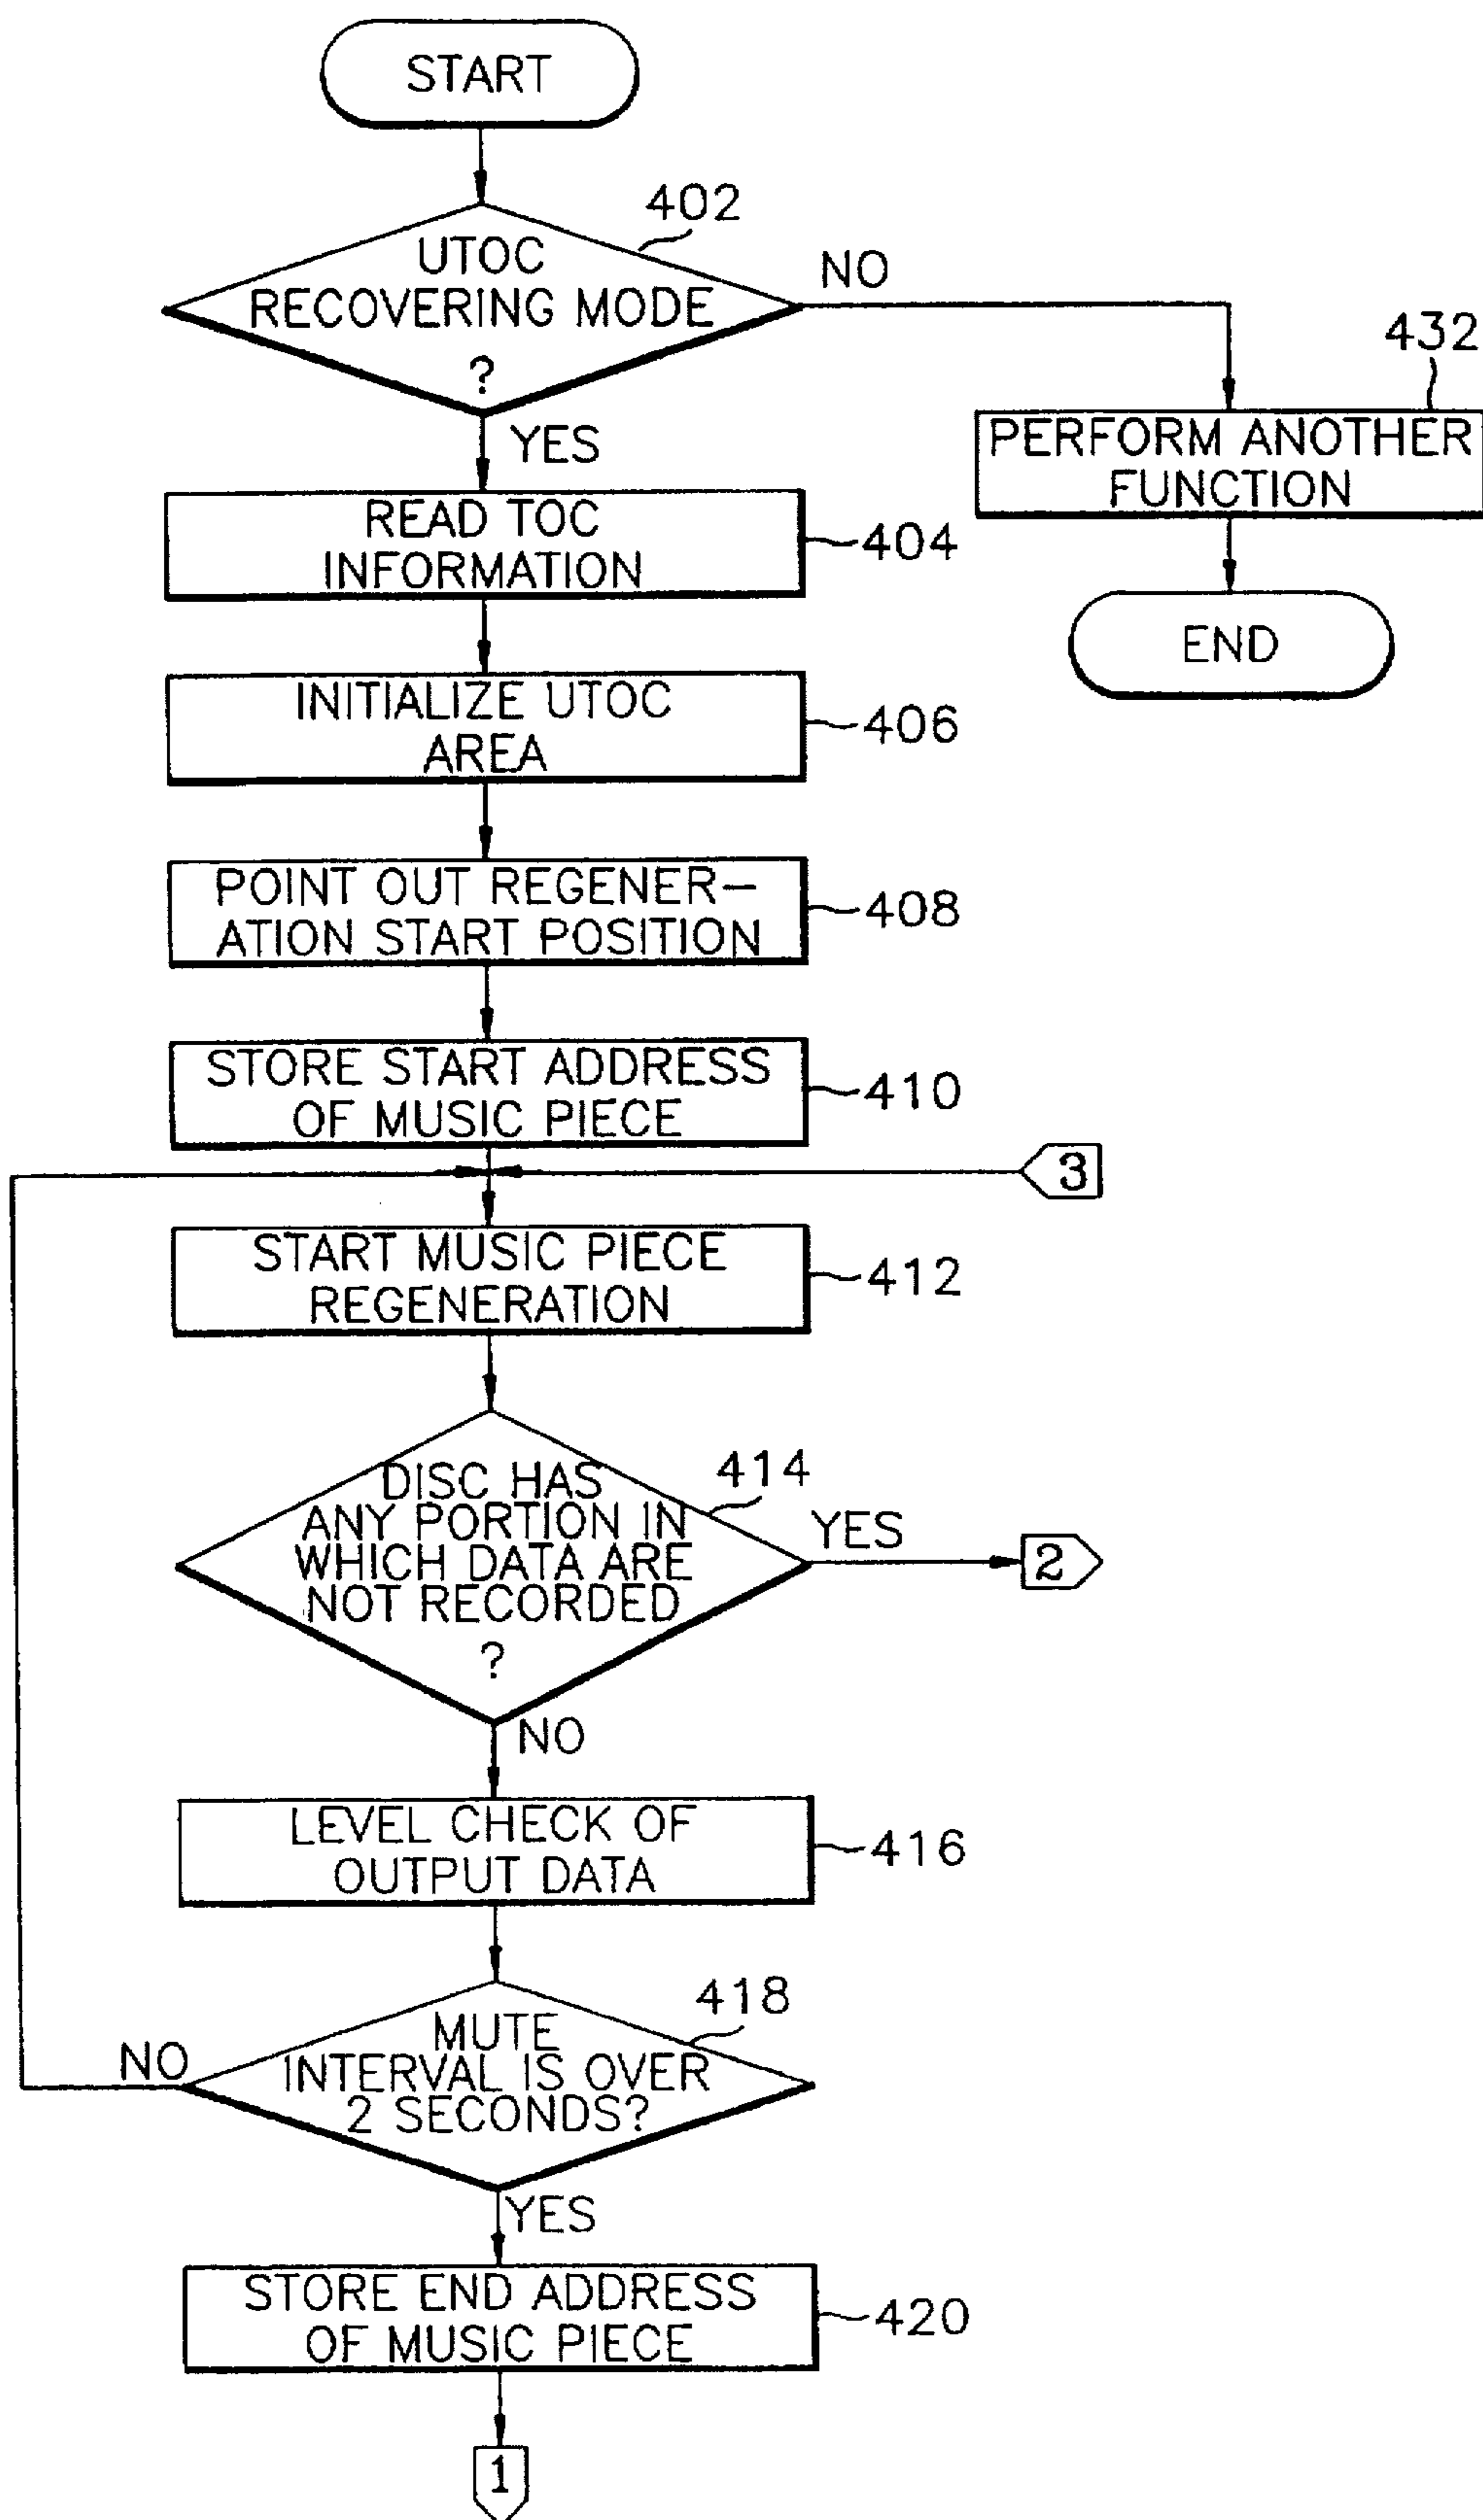 START
402
UTOC
RECOVERING MODE
?
NO
YES
432
PERFORM ANOTHER
FUNCTION
END
READ TOC
INFORMATION
404
INITIALIZE UTOC
AREA
406
POINT OUT REGENER-
ATION START POSITION
408
STORE START ADDRESS
OF MUSIC PIECE
410
3
START MUSIC PIECE
REGENERATION
412
DISC HAS
ANY PORTION IN
WHICH DATA ARE
NOT RECORDED
?
414
YES
2
NO
LEVEL CHECK OF
OUTPUT DATA
416
418
MUTE
INTERVAL IS OVER
2 SECONDS?
NO
YES
STORE END ADDRESS
OF MUSIC PIECE
420
1